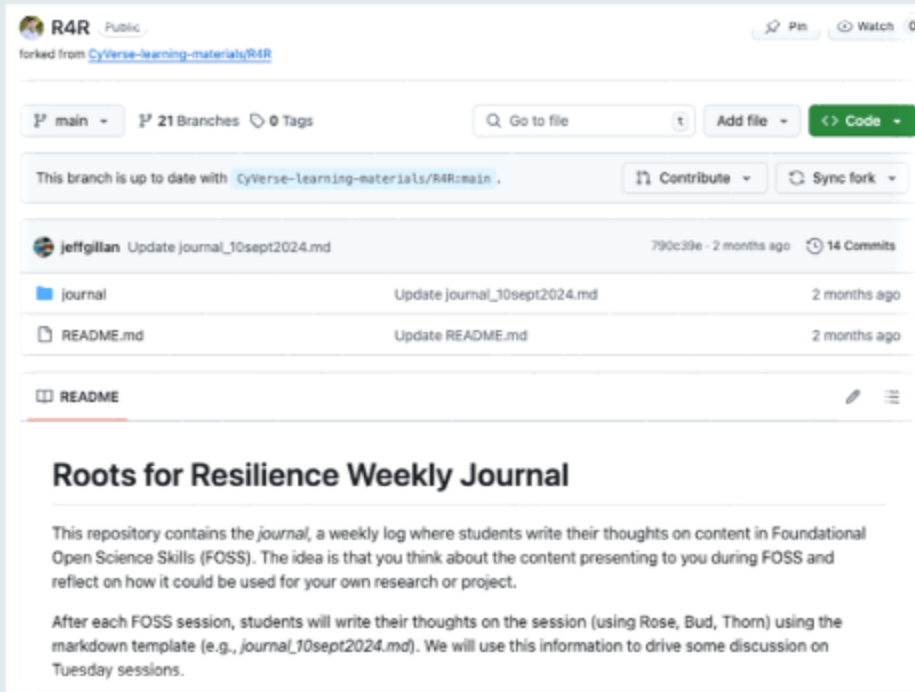 R4R Public
Pin
Watch 0
forked from CyVerse-learning-materials/R4R
main
21 Branches
0 Tags
Go to file
t
Add file
Code
This branch is up to date with CyVerse-learning-materials/R4R:main .
Contribute
Sync fork
jeffgillan Update journal_10sept2024.md
790c39e · 2 months ago
14 Commits
journal
Update journal_10sept2024.md
2 months ago
README.md
Update README.md
2 months ago
README
Roots for Resilience Weekly Journal
This repository contains the journal, a weekly log where students write their thoughts on content in Foundational
Open Science Skills (FOSS). The idea is that you think about the content presenting to you during FOSS and
reflect on how it could be used for your own research or project.
After each FOSS session, students will write their thoughts on the session (using Rose, Bud, Thorn) using the
markdown template (e.g., journal_10sept2024.md). We will use this information to drive some discussion on
Tuesday sessions.